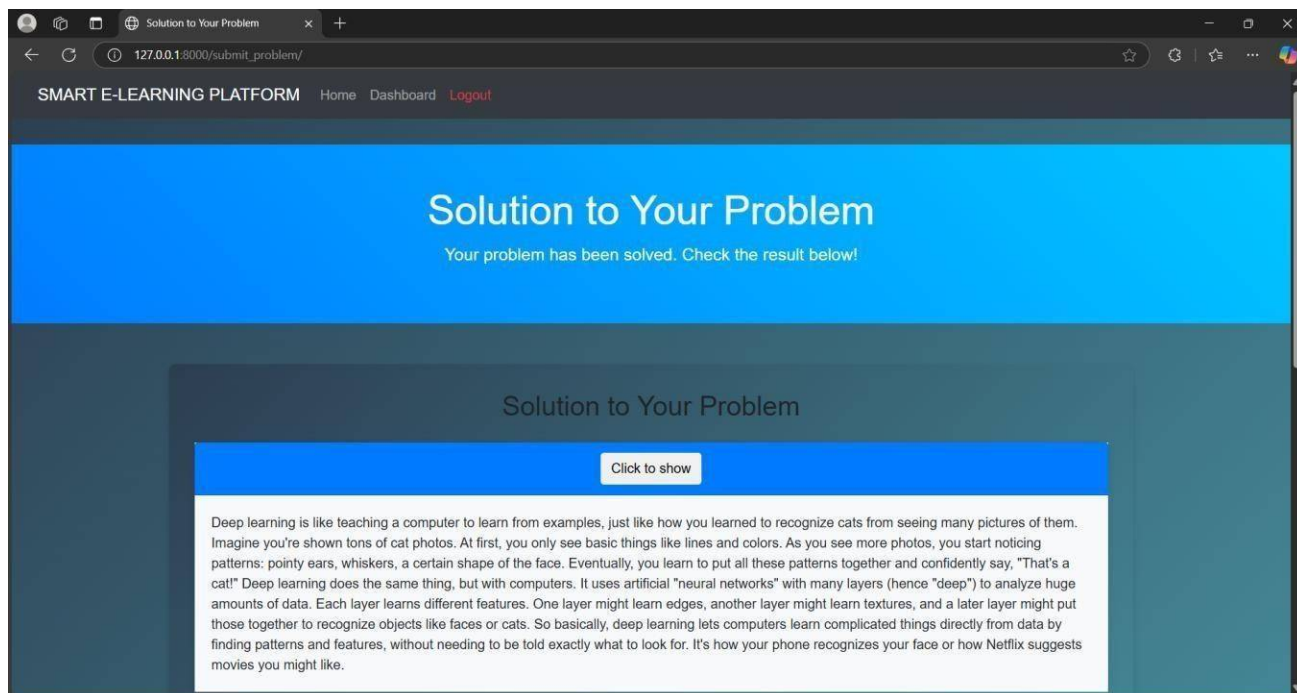 Solution to Your Problem
127.0.0.1:8000/submit_problem/
SMART E-LEARNING PLATFORM Home Dashboard Logout
Solution to Your Problem
Your problem has been solved. Check the result below!
Solution to Your Problem
Click to show
Deep learning is like teaching a computer to learn from examples, just like how you learned to recognize cats from seeing many pictures of them.
Imagine you're shown tons of cat photos. At first, you only see basic things like lines and colors. As you see more photos, you start noticing
patterns: pointy ears, whiskers, a certain shape of the face. Eventually, you learn to put all these patterns together and confidently say, "That's a
cat!" Deep learning does the same thing, but with computers. It uses artificial "neural networks" with many layers (hence "deep") to analyze huge
amounts of data. Each layer learns different features. One layer might learn edges, another layer might learn textures, and a later layer might put
those together to recognize objects like faces or cats. So basically, deep learning lets computers learn complicated things directly from data by
finding patterns and features, without needing to be told exactly what to look for. It's how your phone recognizes your face or how Netflix suggests
movies you might like.